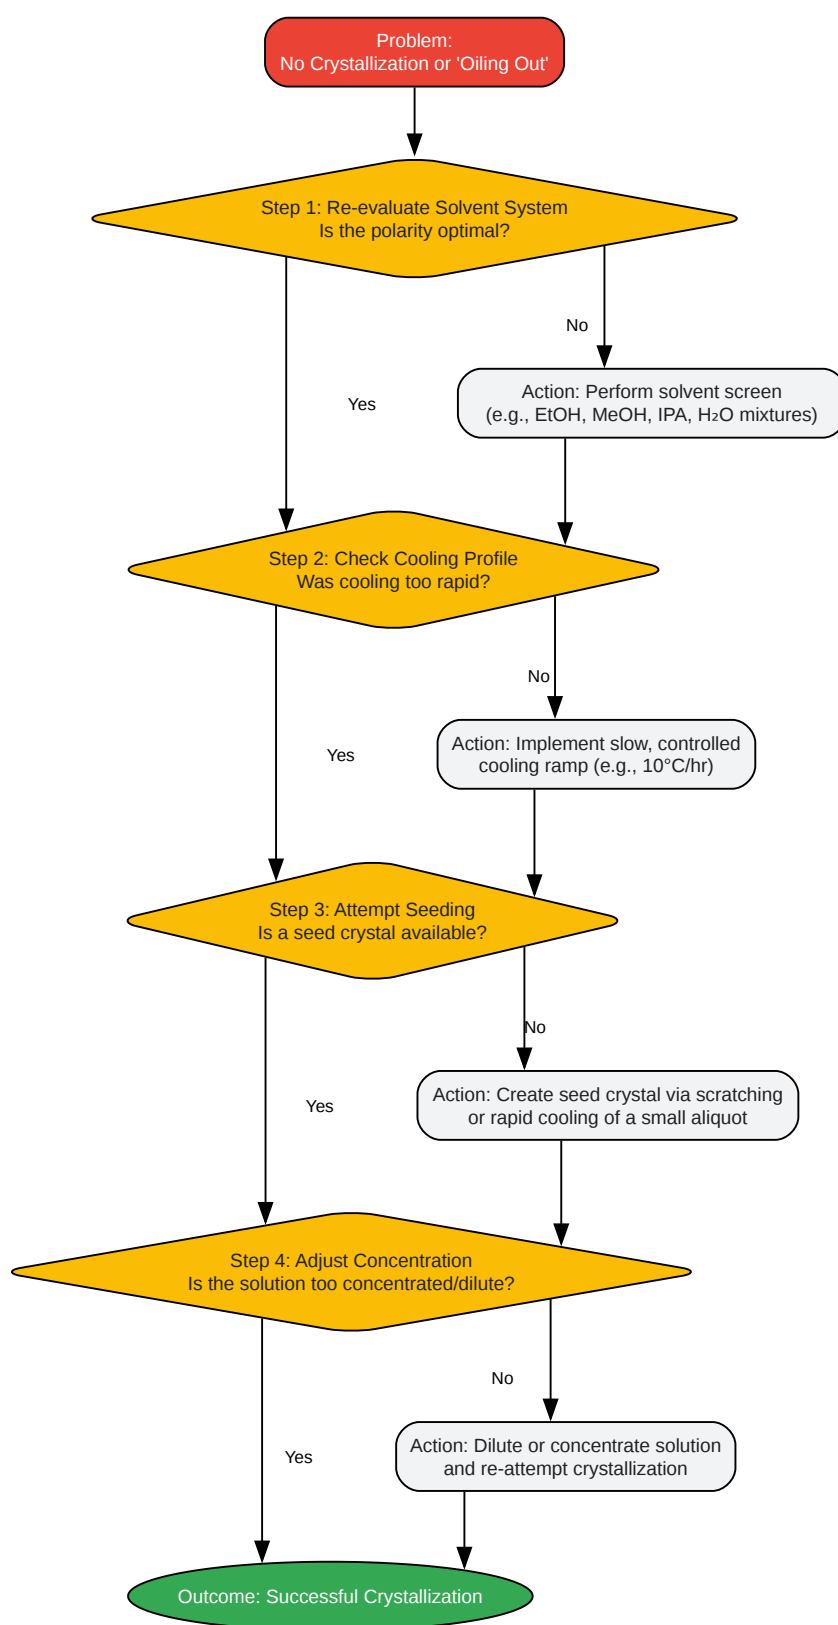 Problem:
No Crystallization or 'Oiling Out'
Step 1: Re-evaluate Solvent System
Is the polarity optimal?
No
Yes
Action: Perform solvent screen
(e.g., EtOH, MeOH, IPA, H₂O mixtures)
Step 2: Check Cooling Profile
Was cooling too rapid?
No
Yes
Action: Implement slow, controlled
cooling ramp (e.g., 10°C/hr)
Step 3: Attempt Seeding
Is a seed crystal available?
No
Yes
Action: Create seed crystal via scratching
or rapid cooling of a small aliquot
Step 4: Adjust Concentration
Is the solution too concentrated/dilute?
No
Yes
Action: Dilute or concentrate solution
and re-attempt crystallization
Outcome: Successful Crystallization